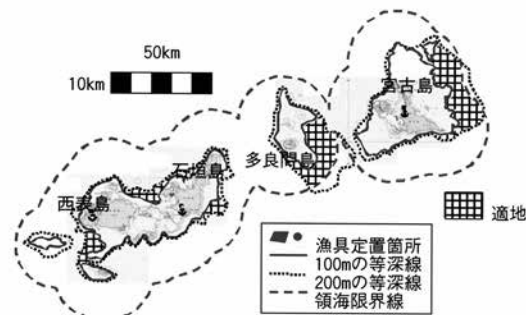 50km
10km
宮古島
多良間島
石垣島
西表島
適地
漁具定置箇所
100mの等深線
200mの等深線
領海限界線